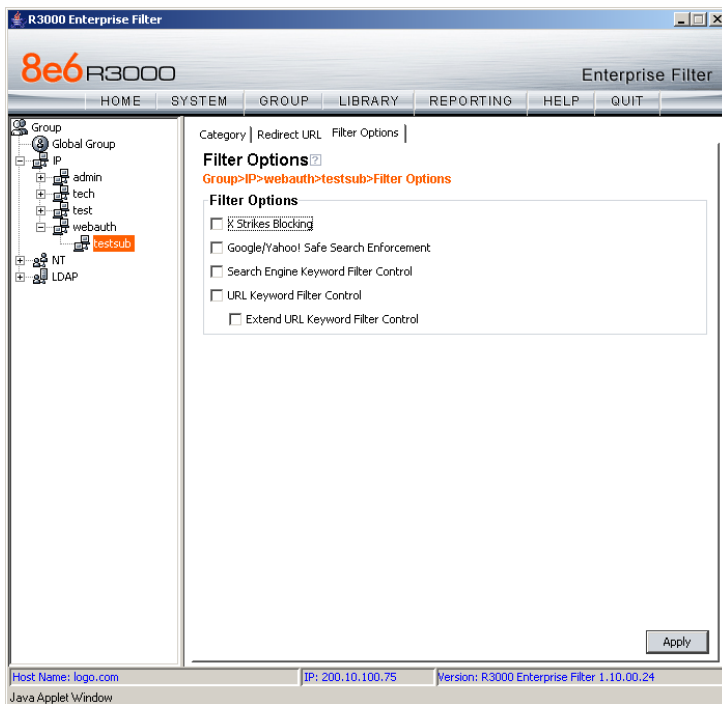 R3000 Enterprise Filter
8e6 R3000
Enterprise Filter
HOME SYSTEM GROUP LIBRARY REPORTING HELP QUIT
Group
Global Group
IP
admin
tech
test
webauth
testsub
NT
LDAP
Category Redirect URL Filter Options
Filter Options?
Group>IP>webauth>testsub>Filter Options
Filter Options
X Strikes Blocking
Google/Yahoo! Safe Search Enforcement
Search Engine Keyword Filter Control
URL Keyword Filter Control
Extend URL Keyword Filter Control
Apply
Host Name: logo.com IP: 200.10.100.75 Version: R3000 Enterprise Filter 1.10.00.24
Java Applet Window